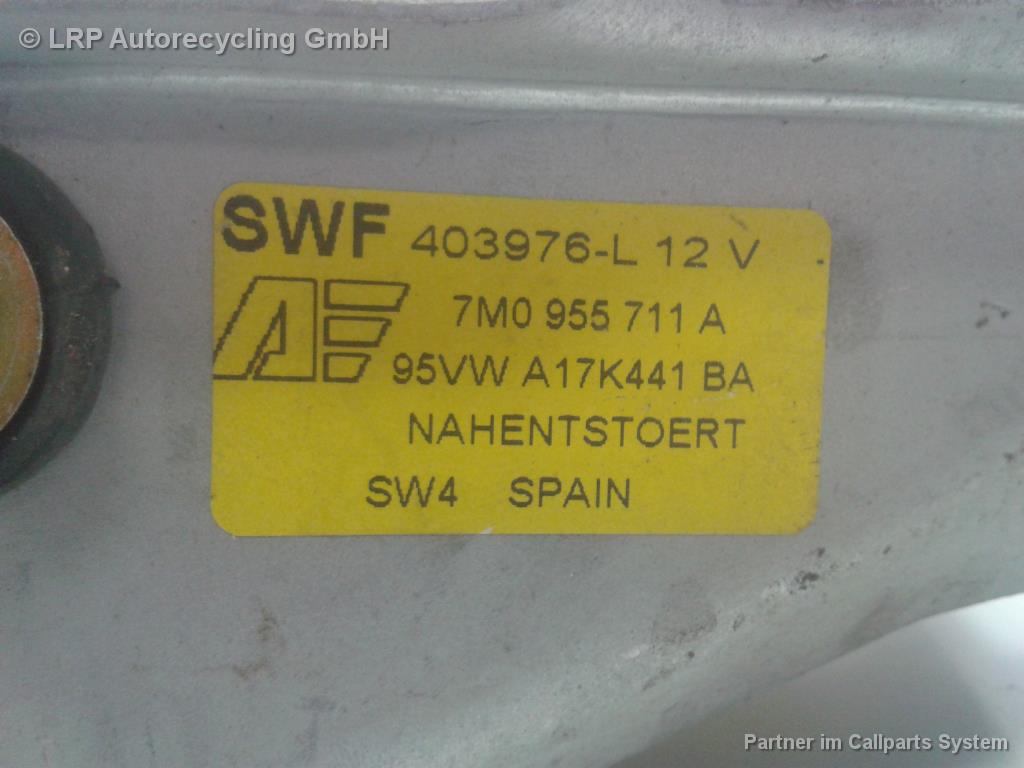 © LRP Autorecycling GmbH
SWF 403976-L 12 V
AE 7M0 955 711 A
95VW A17K441 BA
NAHENTSTOERT
SW4 SPAIN
Partner im Callparts System